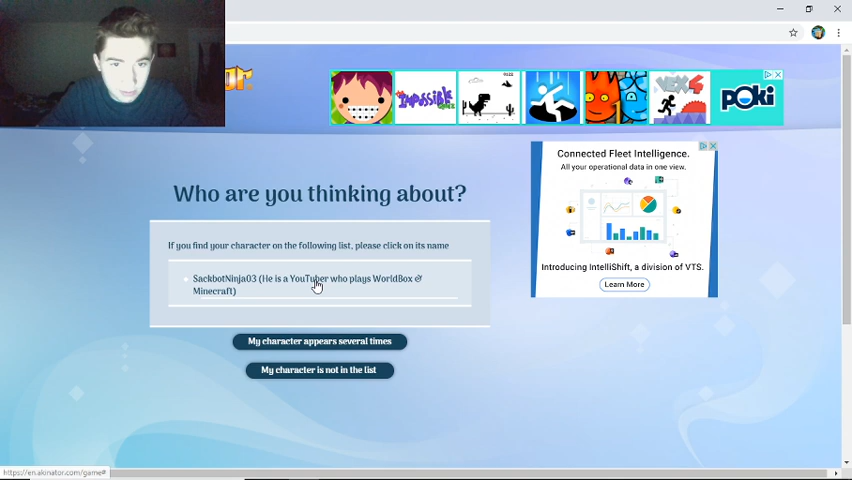 or.
THE IMPOSSIBLE QUIZ
POKI
Connected Fleet Intelligence.
All your operational data in one view.
Introducing IntelliShift, a division of VTS.
Learn More
Who are you thinking about?
If you find your character on the following list, please click on its name
SackbotNinja03 (He is a YouTuber who plays WorldBox &
Minecraft)
My character appears several times
My character is not in the list
https://en.akinator.com/game#